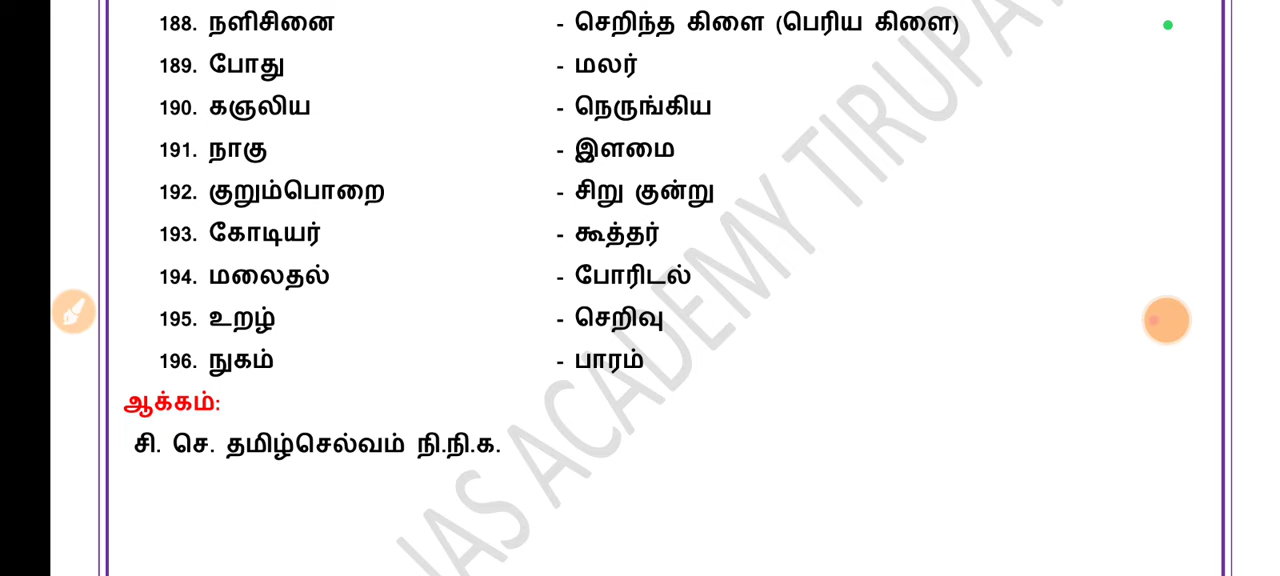 188. நளிசினை - செறிந்த கிளை (பெரிய கிளை)
189. போது - மலர்
190. கஞலிய - நெருங்கிய
191. நாகு - இளமை
192. குறும்பொறை - சிறு குன்று
193. கோடியர் - கூத்தர்
194. மலைதல் - போரிடல்
195. உறழ் - செறிவு
196. நுகம் - பாரம்
ஆக்கம்:
சி. செ. தமிழ்செல்வம் நி.நி.க.
IAS ACADEMY TIRUPA